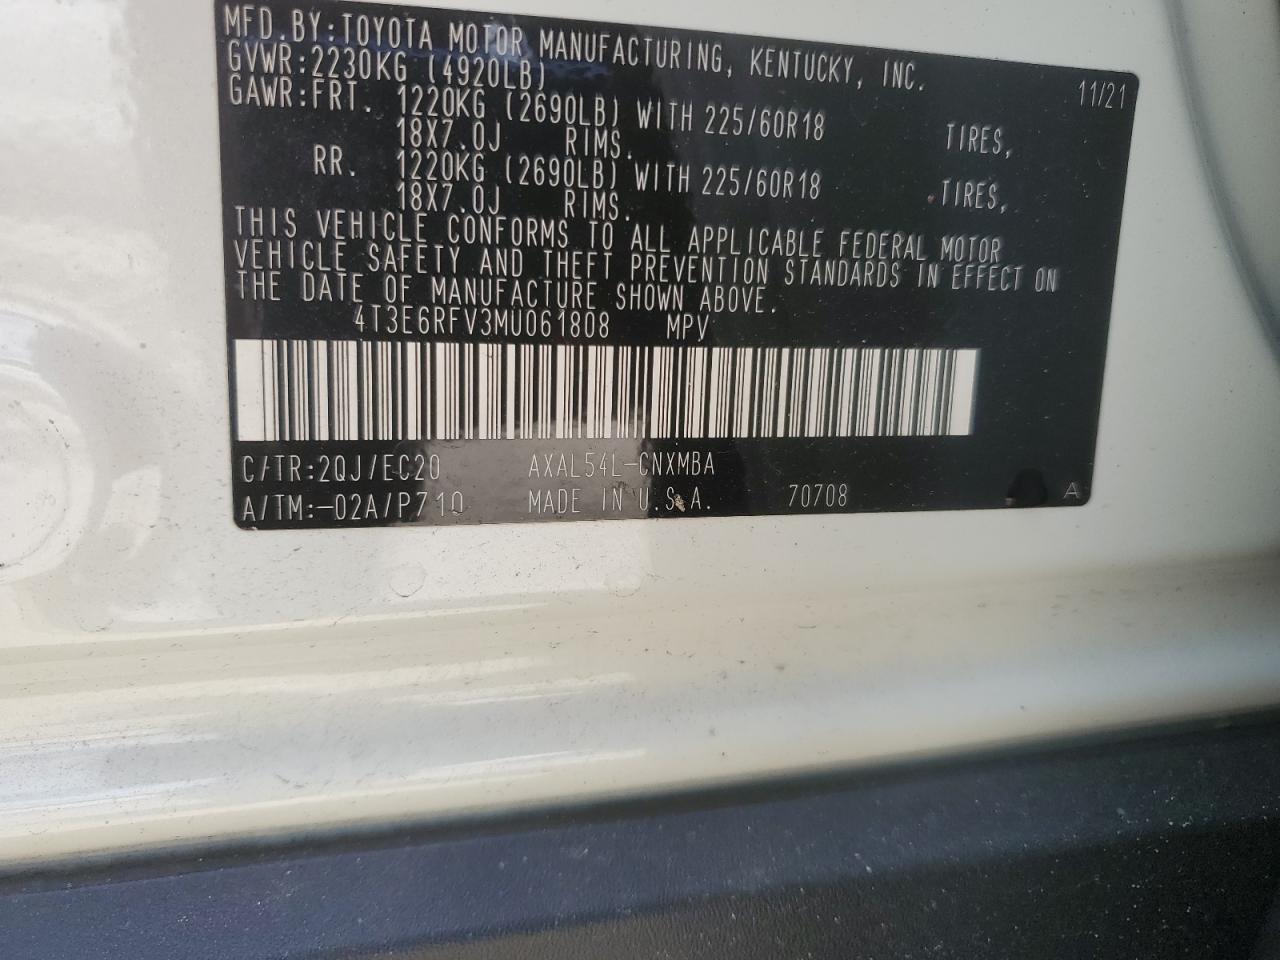 MFD.BY:TOYOTA MOTOR MANUFACTURING, KENTUCKY, INC. 11/21
GVWR:2230KG (4920LB)
GAWR:FRT. 1220KG (2690LB) WITH 225/60R18 TIRES,
18X7.0J RIMS.
RR. 1220KG (2690LB) WITH 225/60R18 TIRES,
18X7.0J RIMS.
THIS VEHICLE CONFORMS TO ALL APPLICABLE FEDERAL MOTOR
VEHICLE SAFETY AND THEFT PREVENTION STANDARDS IN EFFECT ON
THE DATE OF MANUFACTURE SHOWN ABOVE.
4T3E6RFV3MU061808 MPV
C/TR:2QJ/EC20 AXAL54L-CNXMBA
A/TM:-02A/P710 MADE IN U.S.A. 70708 A